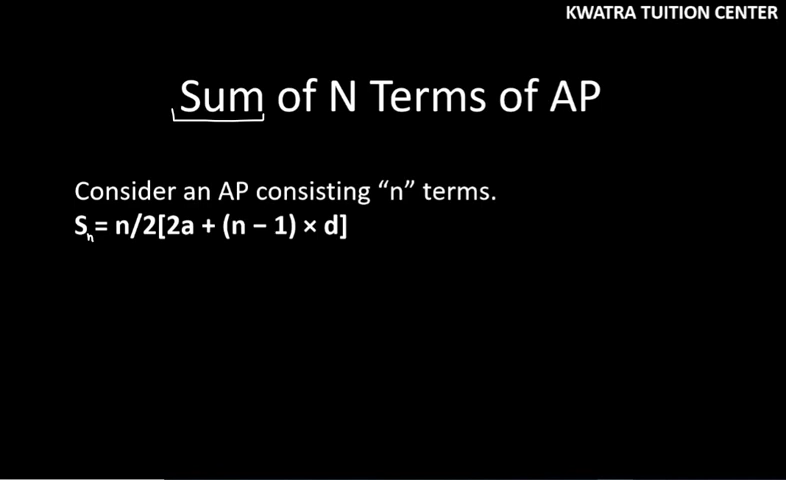 KWATRA TUITION CENTER
Sum of N Terms of AP
Consider an AP consisting “n” terms.
Sn= n/2[2a + (n − 1) × d]